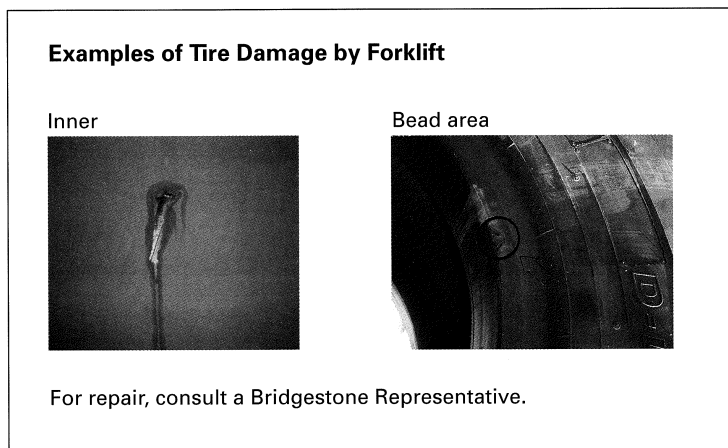 Examples of Tire Damage by Forklift
Inner
Bead area
For repair, consult a Bridgestone Representative.